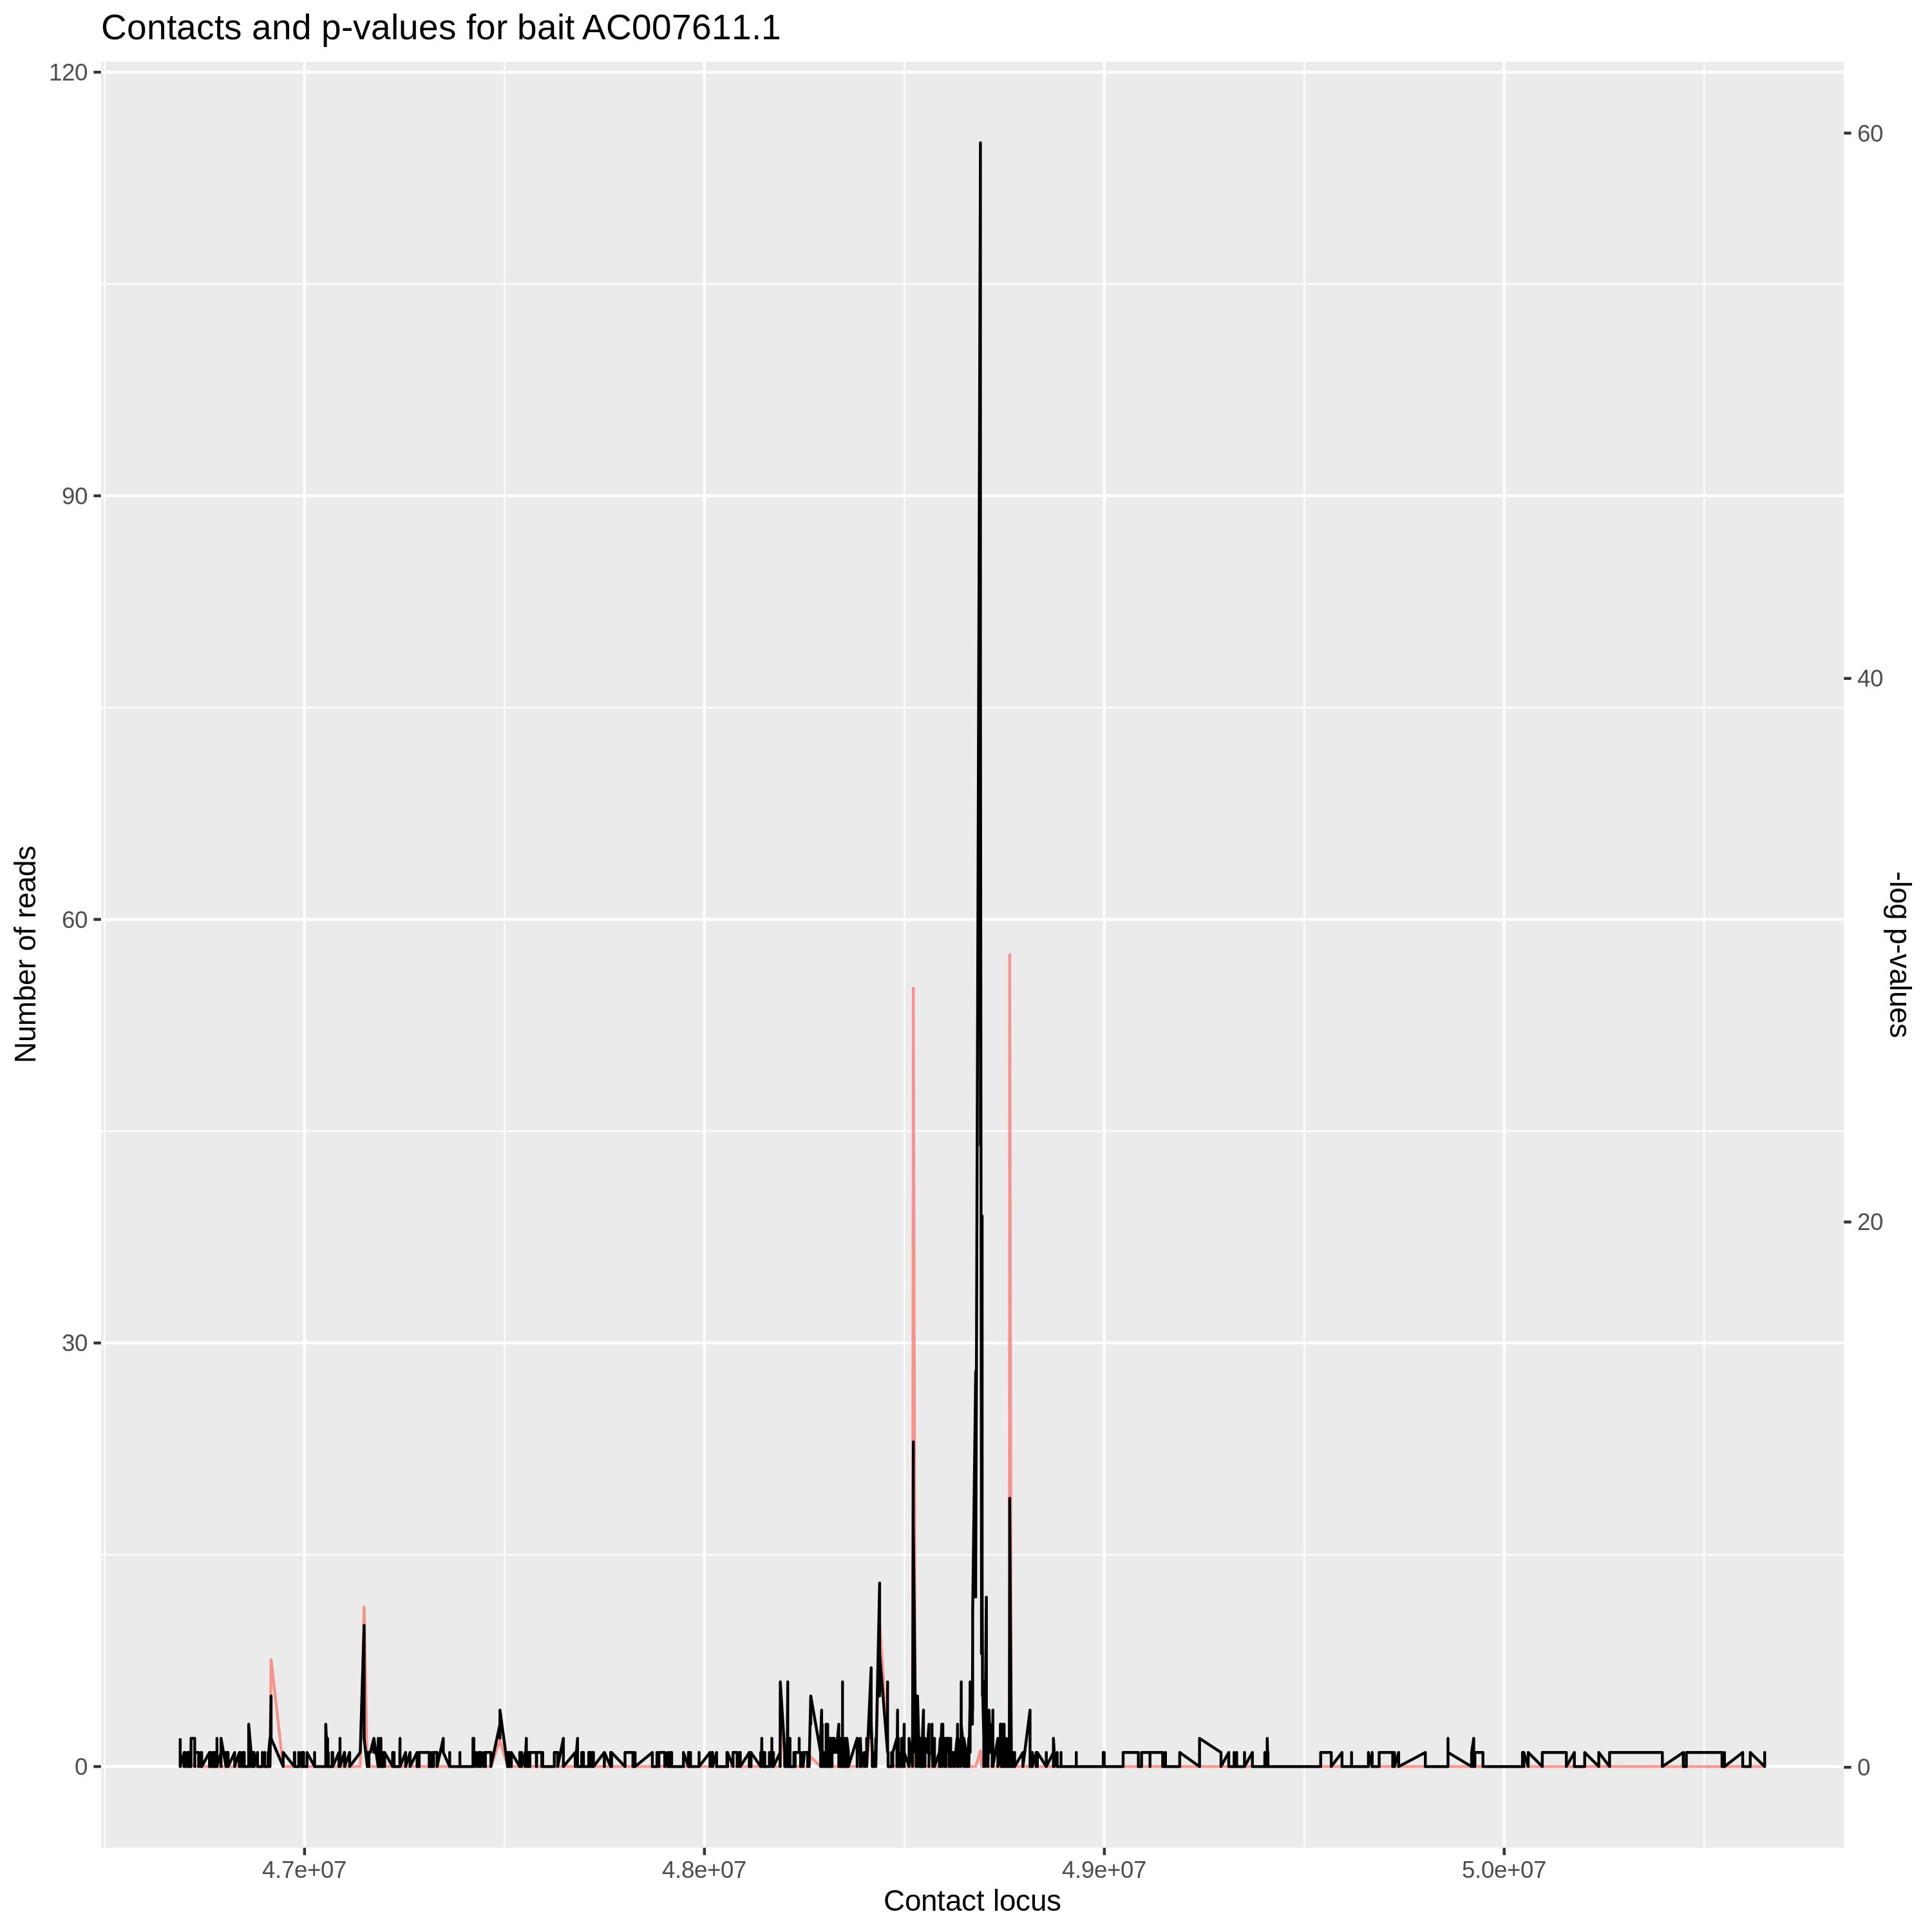 Contacts and p-values for bait AC007611.1
120
90
60
30
0
Number of reads
60
40
20
0
-log p-values
4.7e+07
4.8e+07
4.9e+07
5.0e+07
Contact locus